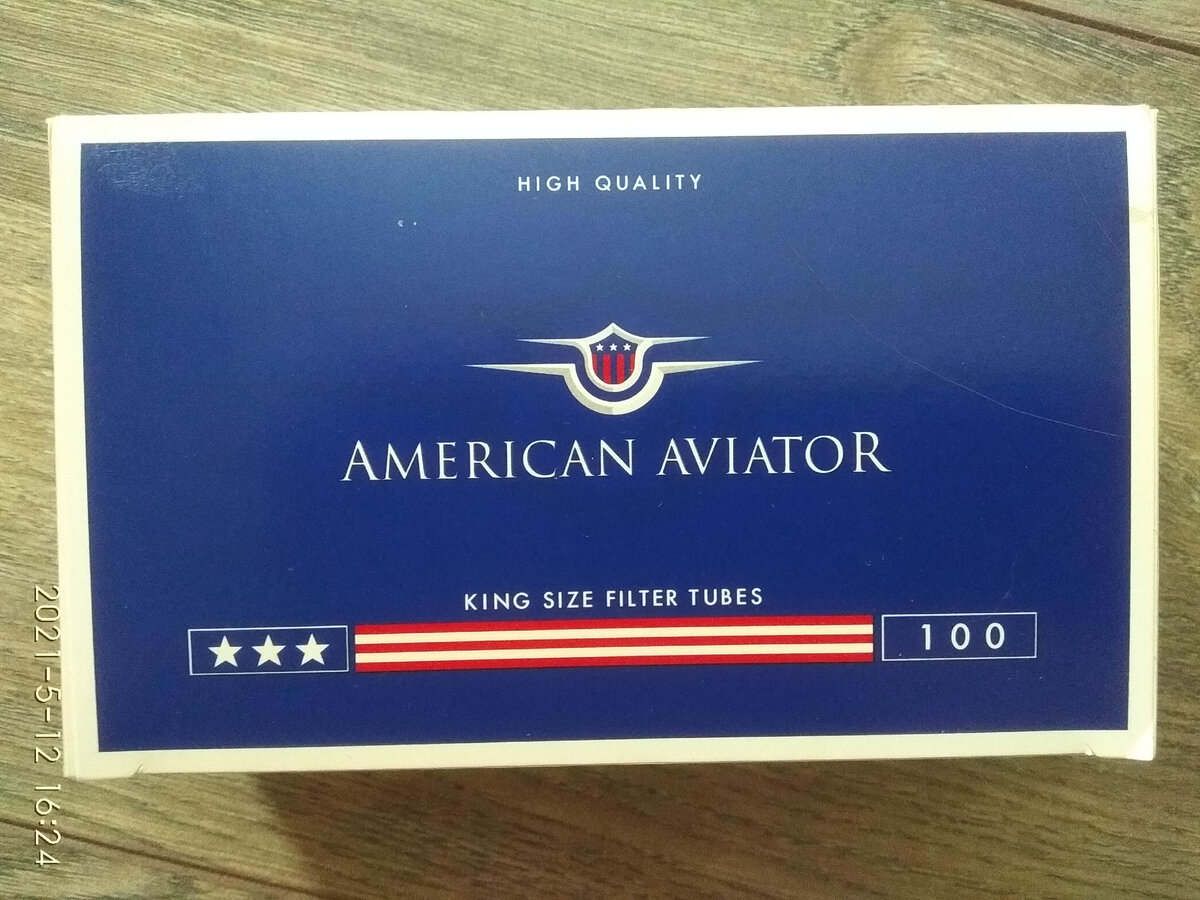 HIGH QUALITY
AMERICAN AVIATOR
KING SIZE FILTER TUBES
100
2021-5-12 16:24